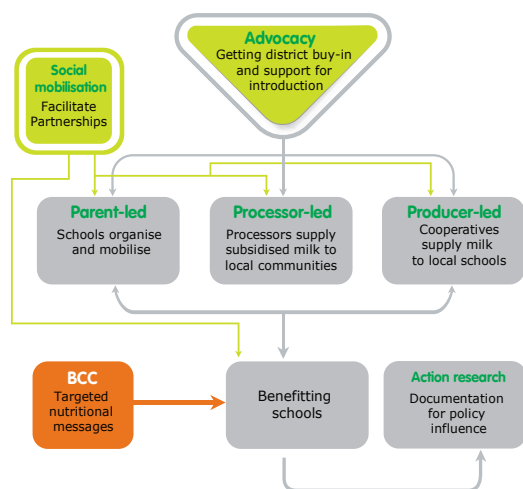 Advocacy
Getting district buy-in
and support for
introduction
Social
mobilisation
Facilitate
Partnerships
Parent-led
Schools organise
and mobilise
Processor-led
Processors supply
subsidised milk to
local communities
Producer-led
Cooperatives
supply milk
to local schools
BCC
Targeted
nutritional
messages
Benefitting
schools
Action research
Documentation
for policy
influence